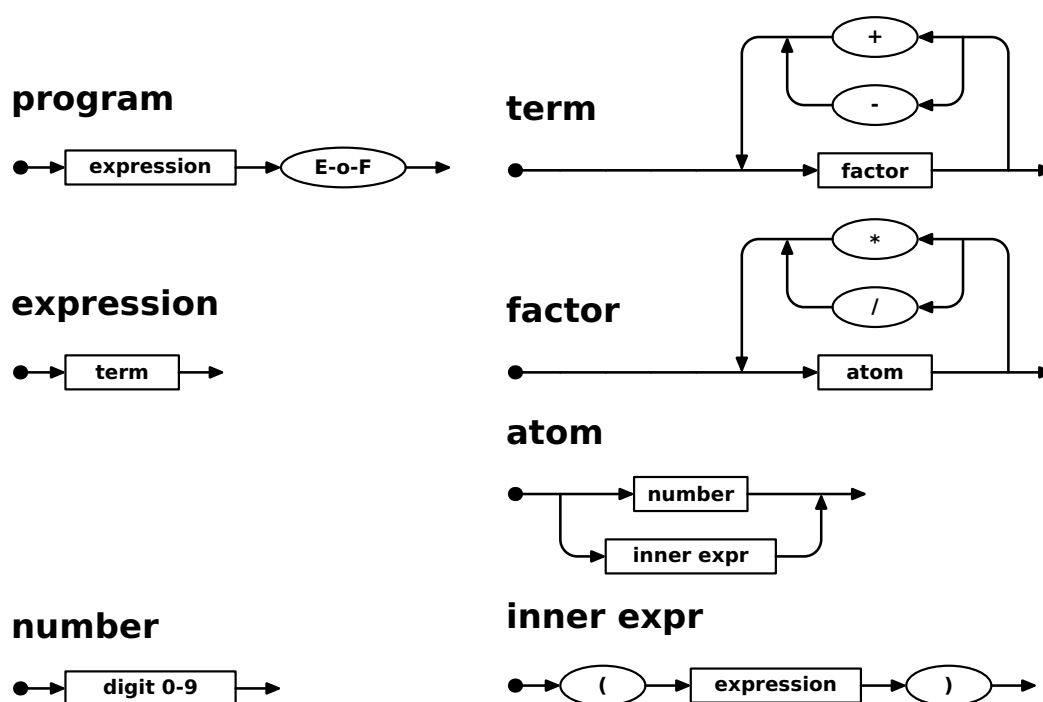 program
expression E-o-F
term
+
-
factor
expression
term
factor
*
/
atom
atom
number
inner expr
number
digit 0-9
inner expr
( expression )